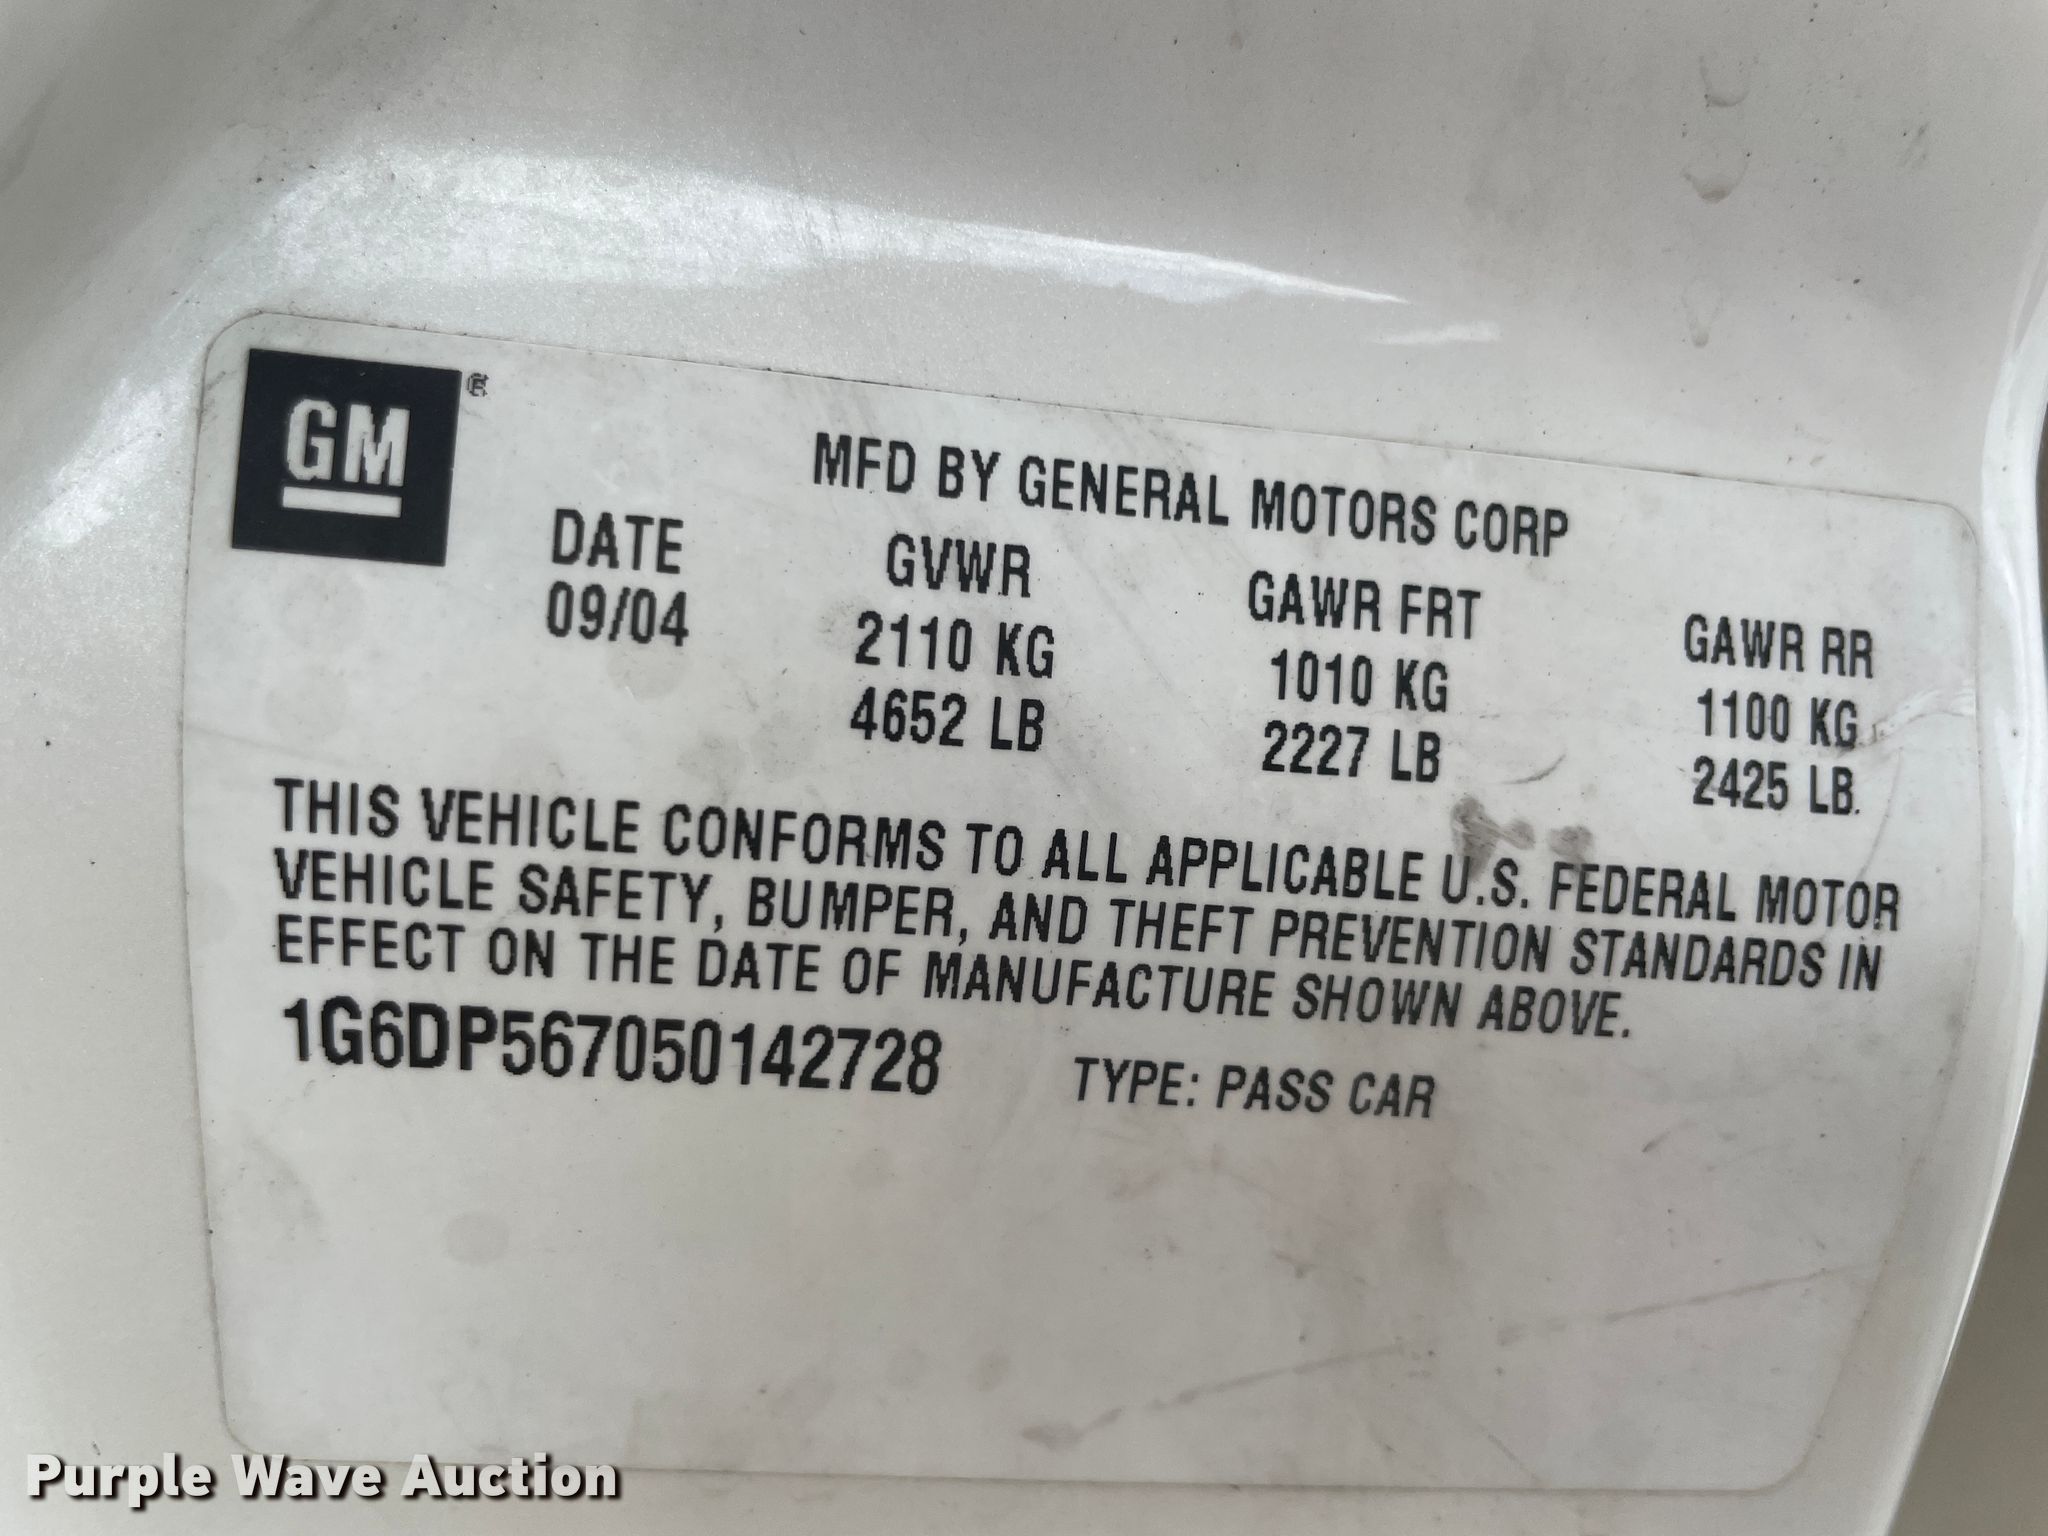 GM®
MFD BY GENERAL MOTORS CORP
DATE GVWR GAWR FRT GAWR RR
09/04 2110 KG 1010 KG 1100 KG
4652 LB 2227 LB 2425 LB
THIS VEHICLE CONFORMS TO ALL APPLICABLE U.S. FEDERAL MOTOR
VEHICLE SAFETY, BUMPER, AND THEFT PREVENTION STANDARDS IN
EFFECT ON THE DATE OF MANUFACTURE SHOWN ABOVE.
1G6DP567050142728 TYPE: PASS CAR
Purple Wave Auction